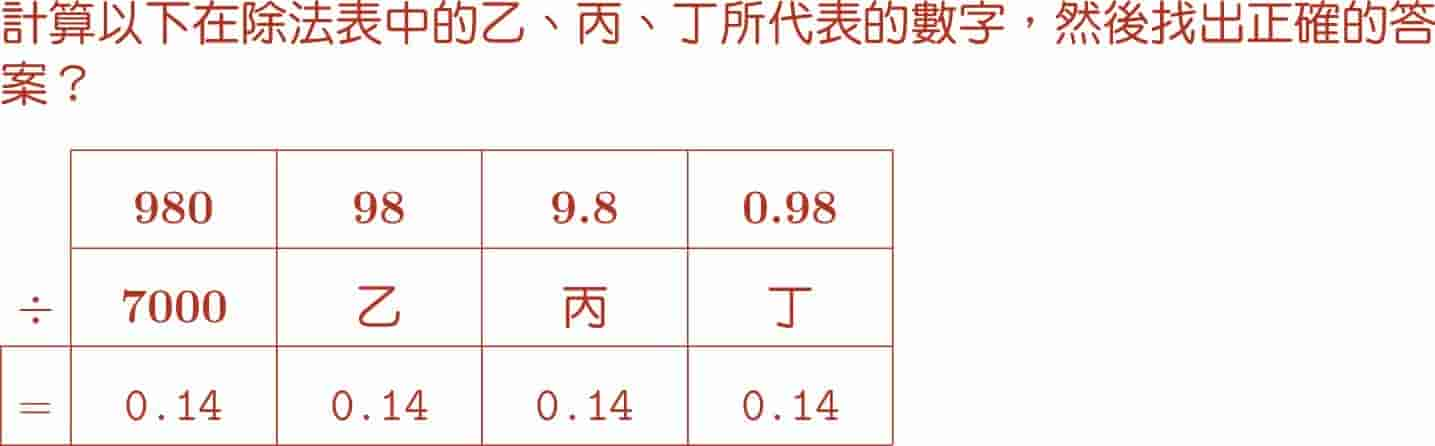 計算以下在除法表中的乙、丙、丁所代表的數字，然後找出正確的答
案？
980 98 9.8 0.98
÷ 7000 乙 丙 丁
= 0.14 0.14 0.14 0.14